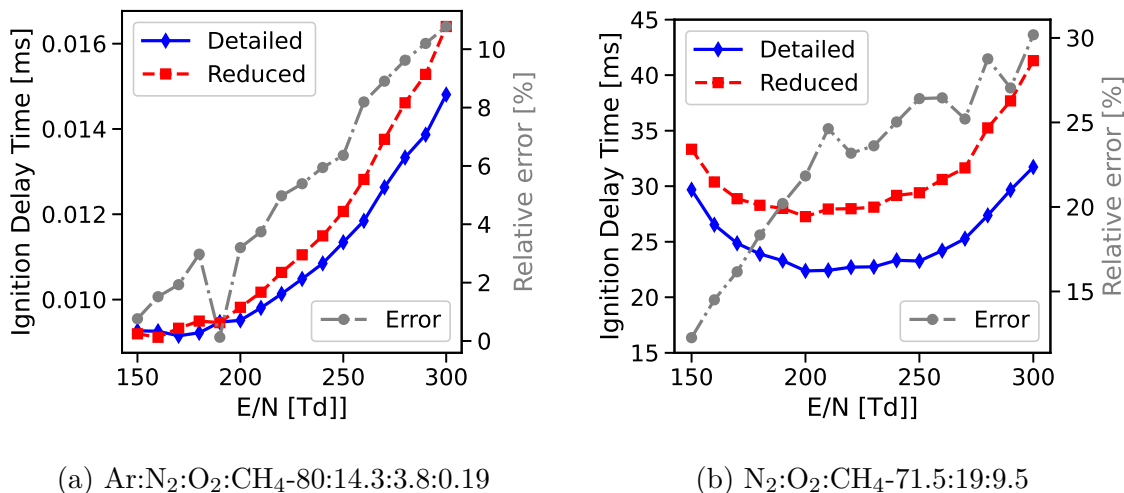 Ignition Delay Time [ms]
0.016
0.014
0.012
0.010
Detailed
Reduced
Error
10
8
6
4
2
0
Relative error [%]
150
200
250
300
E/N [Td]]
(a) Ar:N₂:O₂:CH₄-80:14.3:3.8:0.19
Ignition Delay Time [ms]
45
40
35
30
25
20
15
Detailed
Reduced
Error
30
25
20
15
Relative error [%]
150
200
250
300
E/N [Td]]
(b) N₂:O₂:CH₄-71.5:19:9.5